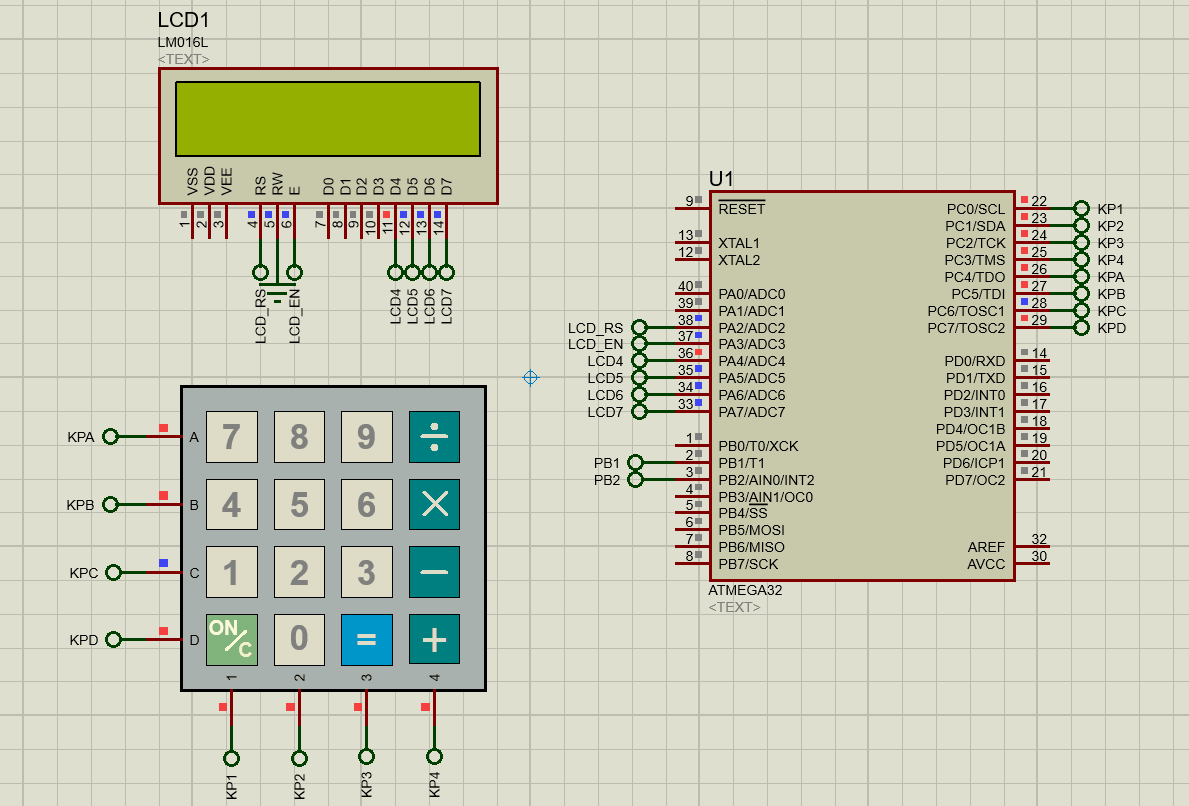 LCD1
LM016L
<TEXT>
VSS VDD VEE RS RW E D0 D1 D2 D3 D4 D5 D6 D7
1 2 3 4 5 6 7 8 9 10 11 12 13 14
LCD_RS LCD_EN LCD4 LCD5 LCD6 LCD7
U1
9 RESET PC0/SCL 22 KP1
PC1/SDA 23 KP2
13 XTAL1 PC2/TCK 24 KP3
12 XTAL2 PC3/TMS 25 KP4
PC4/TDO 26 KPA
40 PA0/ADC0 PC5/TDI 27 KPB
39 PA1/ADC1 PC6/TOSC1 28 KPC
LCD_RS 38 PA2/ADC2 PC7/TOSC2 29 KPD
LCD_EN 37 PA3/ADC3
LCD4 36 PA4/ADC4 PD0/RXD 14
LCD5 35 PA5/ADC5 PD1/TXD 15
LCD6 34 PA6/ADC6 PD2/INT0 16
LCD7 33 PA7/ADC7 PD3/INT1 17
PD4/OC1B 18
1 PB0/T0/XCK PD5/OC1A 19
PB1 2 PB1/T1 PD6/ICP1 20
PB2 3 PB2/AIN0/INT2 PD7/OC2 21
4 PB3/AIN1/OC0
5 PB4/SS
6 PB5/MOSI
7 PB6/MISO AREF 32
8 PB7/SCK AVCC 30
ATMEGA32
<TEXT>
KPA A 7 8 9 ÷
KPB B 4 5 6 ×
KPC C 1 2 3 −
KPD D ON/C 0 = +
1 2 3 4
KP1 KP2 KP3 KP4